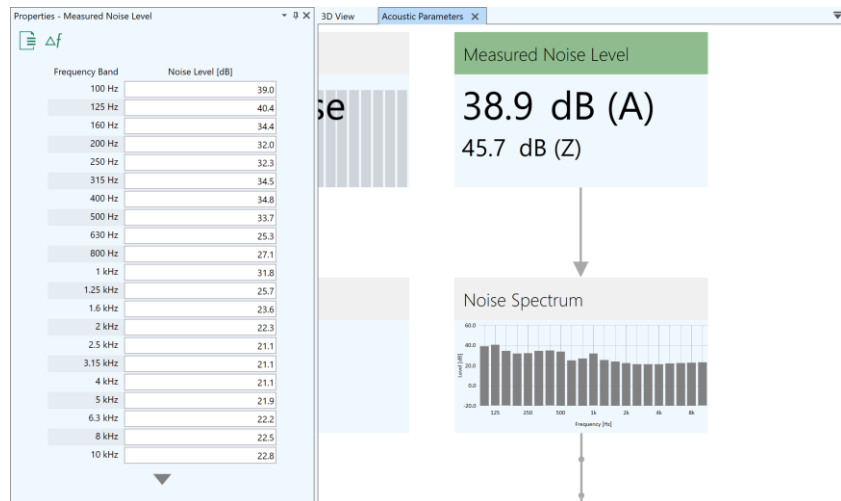 Properties - Measured Noise Level
Δf
Frequency Band Noise Level [dB]
100 Hz 39.0
125 Hz 40.4
160 Hz 34.4
200 Hz 32.0
250 Hz 32.3
315 Hz 34.5
400 Hz 34.8
500 Hz 33.7
630 Hz 25.3
800 Hz 27.1
1 kHz 31.8
1.25 kHz 25.7
1.6 kHz 23.6
2 kHz 22.3
2.5 kHz 21.1
3.15 kHz 21.1
4 kHz 21.1
5 kHz 21.9
6.3 kHz 22.2
8 kHz 22.5
10 kHz 22.8
3D View Acoustic Parameters
se
Measured Noise Level
38.9 dB (A)
45.7 dB (Z)
Noise Spectrum
Level [dB]
60.0
40.0
20.0
0.0
-20.0
125 250 500 1k 2k 4k 8k
Frequency [Hz]